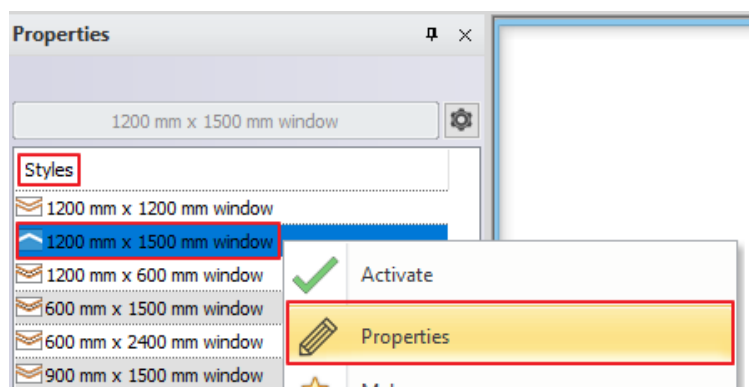 Properties
1200 mm x 1500 mm window
Styles
1200 mm x 1200 mm window
1200 mm x 1500 mm window
1200 mm x 600 mm window
600 mm x 1500 mm window
600 mm x 2400 mm window
900 mm x 1500 mm window
Activate
Properties